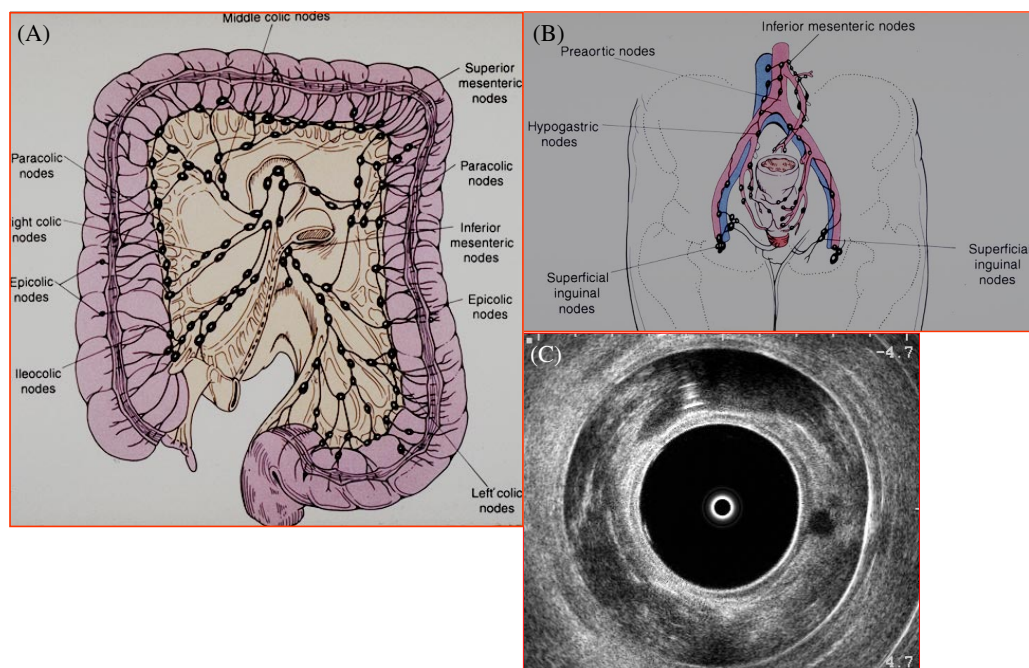 (A)
Middle colic nodes
Superior
mesenteric
nodes
Paracolic
nodes
Paracolic
nodes
ight colic
nodes
Inferior
mesenteric
nodes
Epicolic
nodes
Epicolic
nodes
Ileocolic
nodes
Left colic
nodes
(B)
Inferior mesenteric nodes
Preaortic nodes
Hypogastric
nodes
Superficial
inguinal nodes
Superficia
inguinal
nodes
(C)
-4.7
4.7